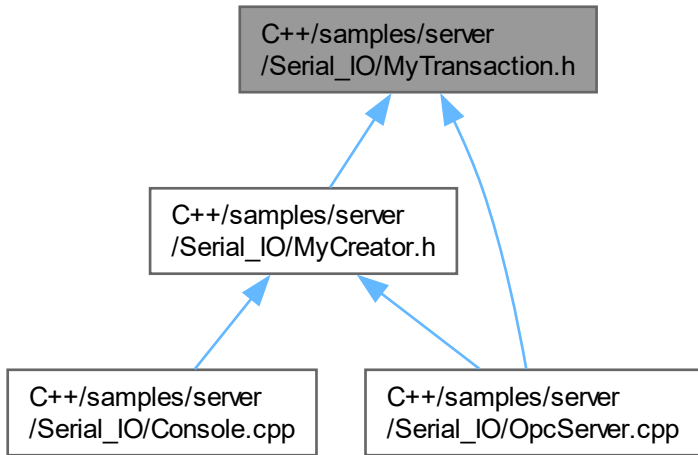 C++/samples/server
/Serial_IO/MyTransaction.h
C++/samples/server
/Serial_IO/MyCreator.h
C++/samples/server
/Serial_IO/Console.cpp
C++/samples/server
/Serial_IO/OpcServer.cpp